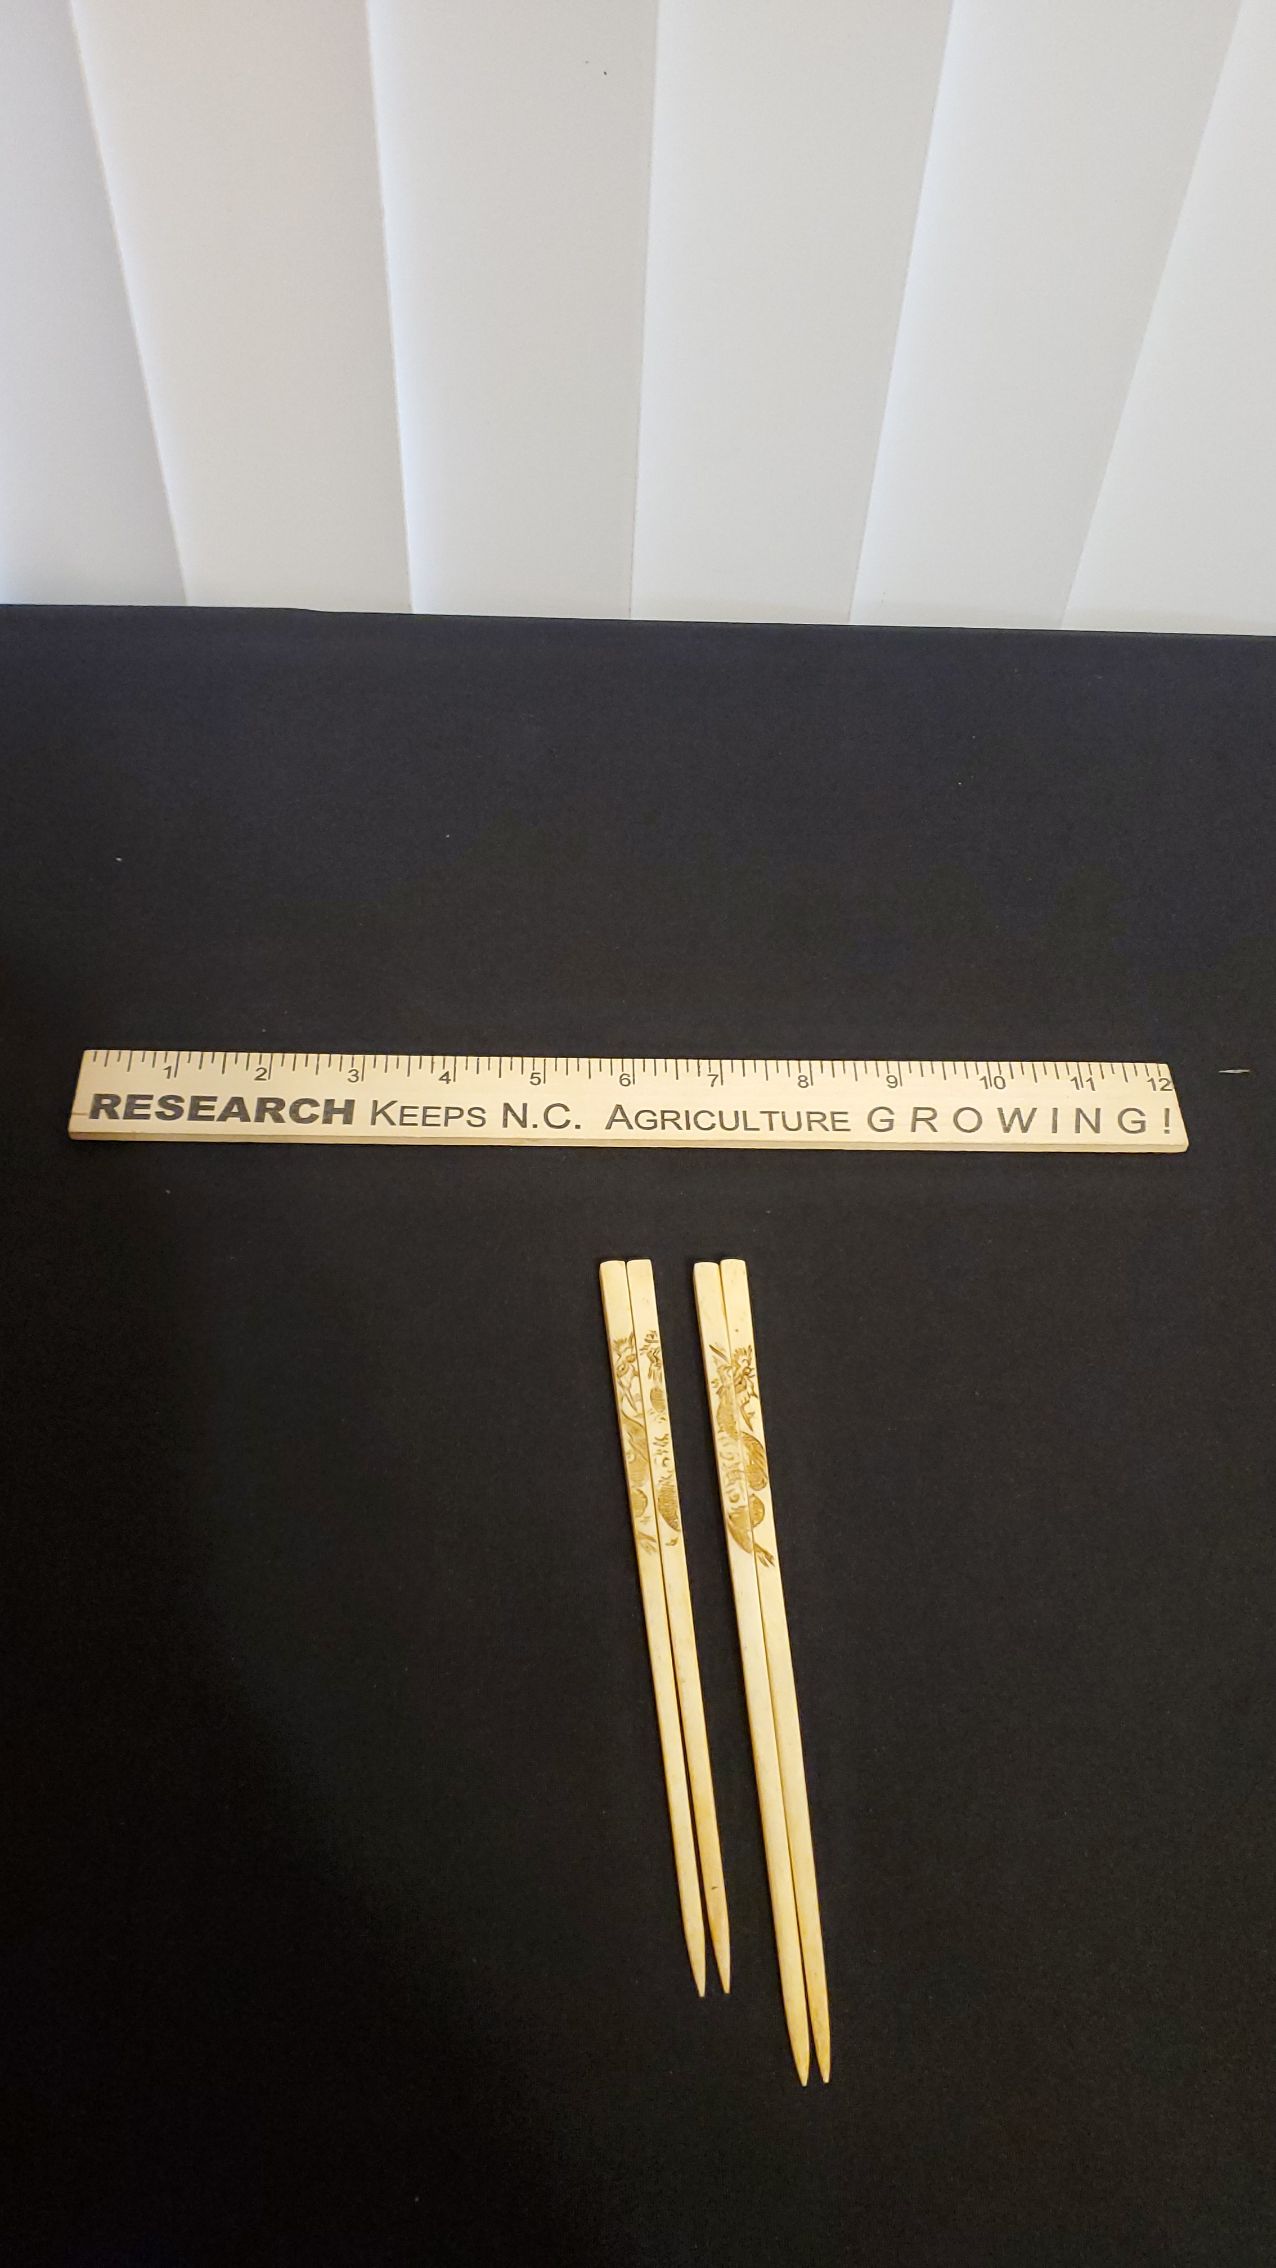 1 2 3 4 5 6 7 8 9 10 11 12
RESEARCH KEEPS N.C. AGRICULTURE GROWING!